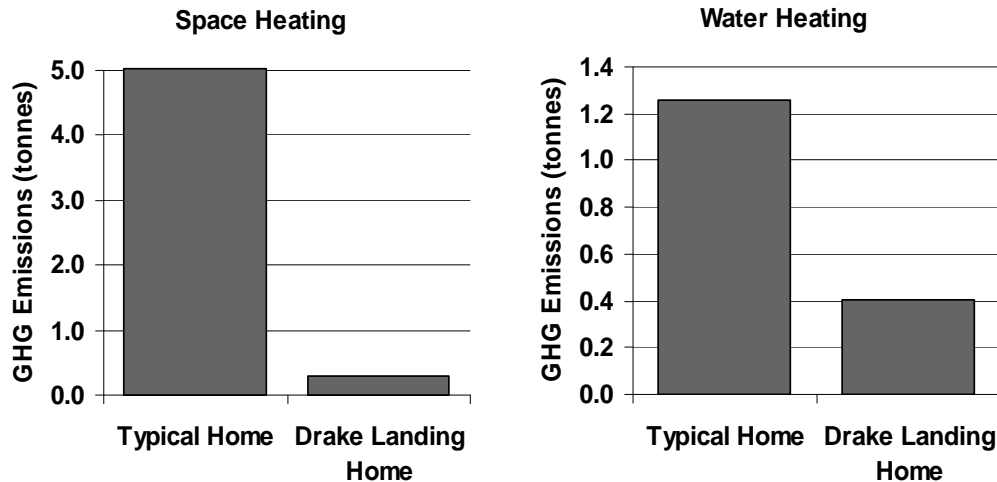 Space Heating
GHG Emissions (tonnes)
5.0
4.0
3.0
2.0
1.0
0.0
Typical Home
Drake Landing
Home
Water Heating
GHG Emissions (tonnes)
1.4
1.2
1.0
0.8
0.6
0.4
0.2
0.0
Typical Home
Drake Landing
Home